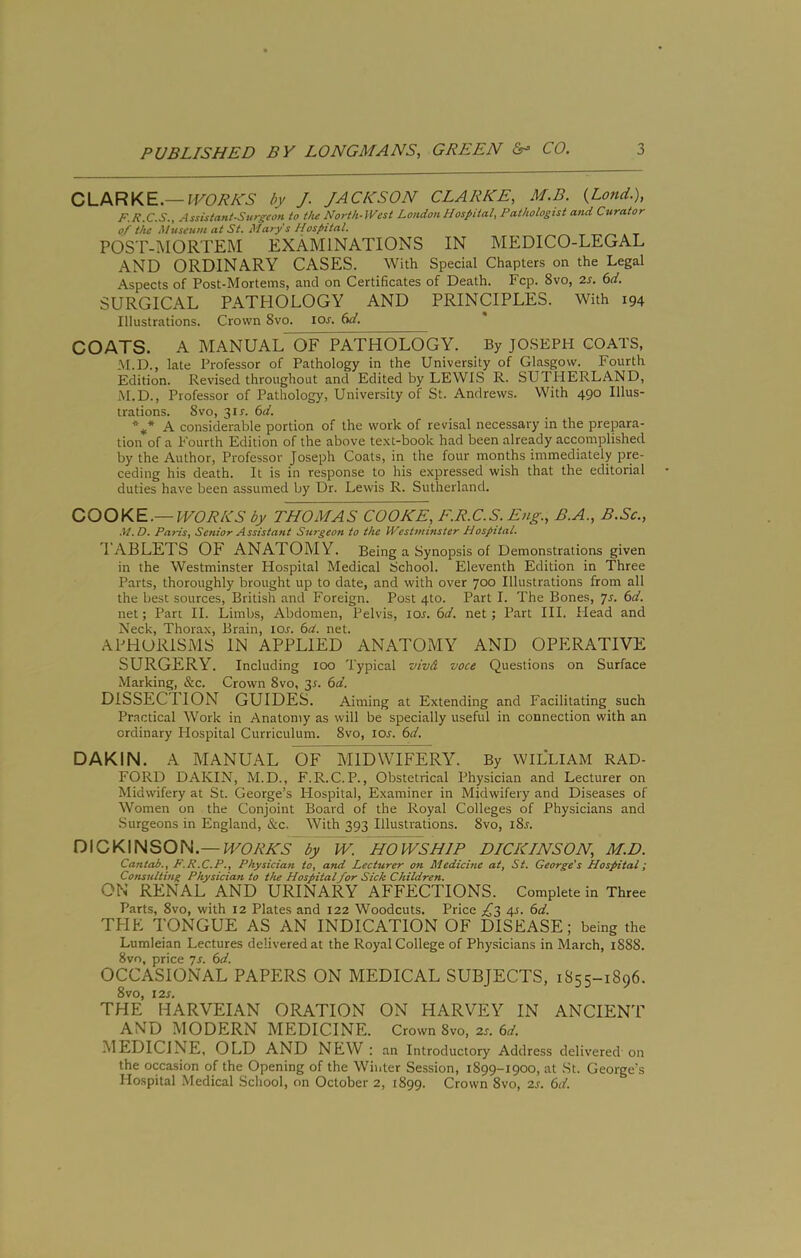 PUBLISHED BY LONGMANS, GREEN & CO. 3
CLARKE.—WORKS by J. JACKSON CLARKE, M.B. (Lond.),
F.R.C.S., Assistant-Surgeon to the North-West London Hospital, Pathologist and Curator
of the Museum at St. Mary's Hospital.
POST-MORTEM EXAMINATIONS IN MEDICO-LEGAL
AND ORDINARY CASES. With Special Chapters on the Legal
Aspects of Post-Mortems, and on Certificates of Death. Fcp. 8vo, 2s. 6d.
SURGICAL PATHOLOGY AND PRINCIPLES. With 194
Illustrations. Crown 8vo. 10s. 6d.
COATS. A MANUAL OF PATHOLOGY. By JOSEPH COATS,
M.D., late Professor of Pathology in the University of Glasgow. Fourth
Edition. Revised throughout and Edited by LEWIS R. SUTHERLAND,
M.D., Professor of Pathology, University of St. Andrews. With 490 Illus-
trations. 8vo, 31s. 6d.
*⁎* A considerable portion of the work of revisal necessary in the prepara-
tion of a Fourth Edition of the above text-book had been already accomplished
by the Author, Professor Joseph Coats, in the four months immediately pre-
ceding his death. It is in response to his expressed wish that the editorial
duties have been assumed by Dr. Lewis R. Sutherland.
COOKE.—WORKS by THOMAS COOKE, F.R.C.S. Eng., B.A., B.Sc.,
M.D. Paris, Senior Assistant Surgeon to the Westminster Hospital.
TABLETS OF ANATOMY. Being a Synopsis of Demonstrations given
in the Westminster Hospital Medical School. Eleventh Edition in Three
Parts, thoroughly brought up to date, and with over 700 Illustrations from all
the best sources, British and Foreign. Post 4to. Part I. The Bones, 7s. 6d.
net; Part II. Limbs, Abdomen, Pelvis, 10s. 6d. net; Part III. Head and
Neck, Thorax, Brain, 10s. 6d. net.
APHORISMS IN APPLIED ANATOMY AND OPERATIVE
SURGERY. Including 100 Typical vivâ voce Questions on Surface
Marking, &c. Crown 8vo, 3s. 6d.
DISSECTION GUIDES. Aiming at Extending and Facilitating such
Practical Work in Anatomy as will be specially useful in connection with an
ordinary Hospital Curriculum. 8vo, 10s. 6d.
DAKIN. A MANUAL OF MIDWIFERY. By WILLIAM RAD-
FORD DAKIN, M.D., F.R.C.P., Obstetrical Physician and Lecturer on
Midwifery at St. George's Hospital, Examiner in Midwifery and Diseases of
Women on the Conjoint Board of the Royal Colleges of Physicians and
Surgeons in England, &c. With 393 Illustrations. 8vo, 18s.
DICKINSON.—WORKS by W. HOWSHIP DICKINSON, M.D.
Cantab., F.R.C.P., Physician to, and Lecturer on Medicine at, St. George's Hospital;
Consulting Physician to the Hospital for Sick Children.
ON RENAL AND URINARY AFFECTIONS. Complete in Three
Parts, 8vo, with 12 Plates and 122 Woodcuts. Price £3 4s. 6d.
THE TONGUE AS AN INDICATION OF DISEASE; being the
Lumleian Lectures delivered at the Royal College of Physicians in March, 1888.
8vo, price 7s. 6d.
OCCASIONAL PAPERS ON MEDICAL SUBJECTS, 1855-1896.
8vo, 12s.
THE HARVEIAN ORATION ON HARVEY IN ANCIENT
AND MODERN MEDICINE. Crown 8vo, 2s. 6d.
MEDICINE, OLD AND NEW: an Introductory Address delivered on
the occasion of the Opening of the Winter Session, 1899-1900, at St. George's
Hospital Medical School, on October 2, 1899. Crown 8vo, 2s. 6d.